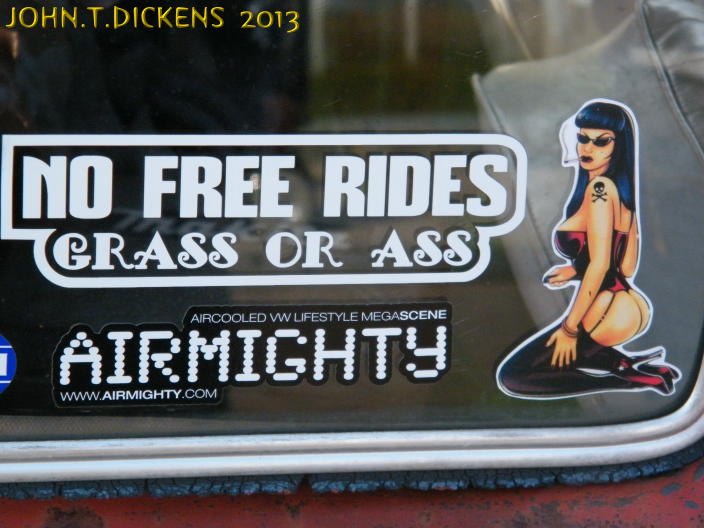 JOHN.T.DICKENS 2013
NO FREE RIDES
GRASS OR ASS
AIRCOOLED VW LIFESTYLE MEGASCENE
AIRMIGHTY
WWW.AIRMIGHTY.COM